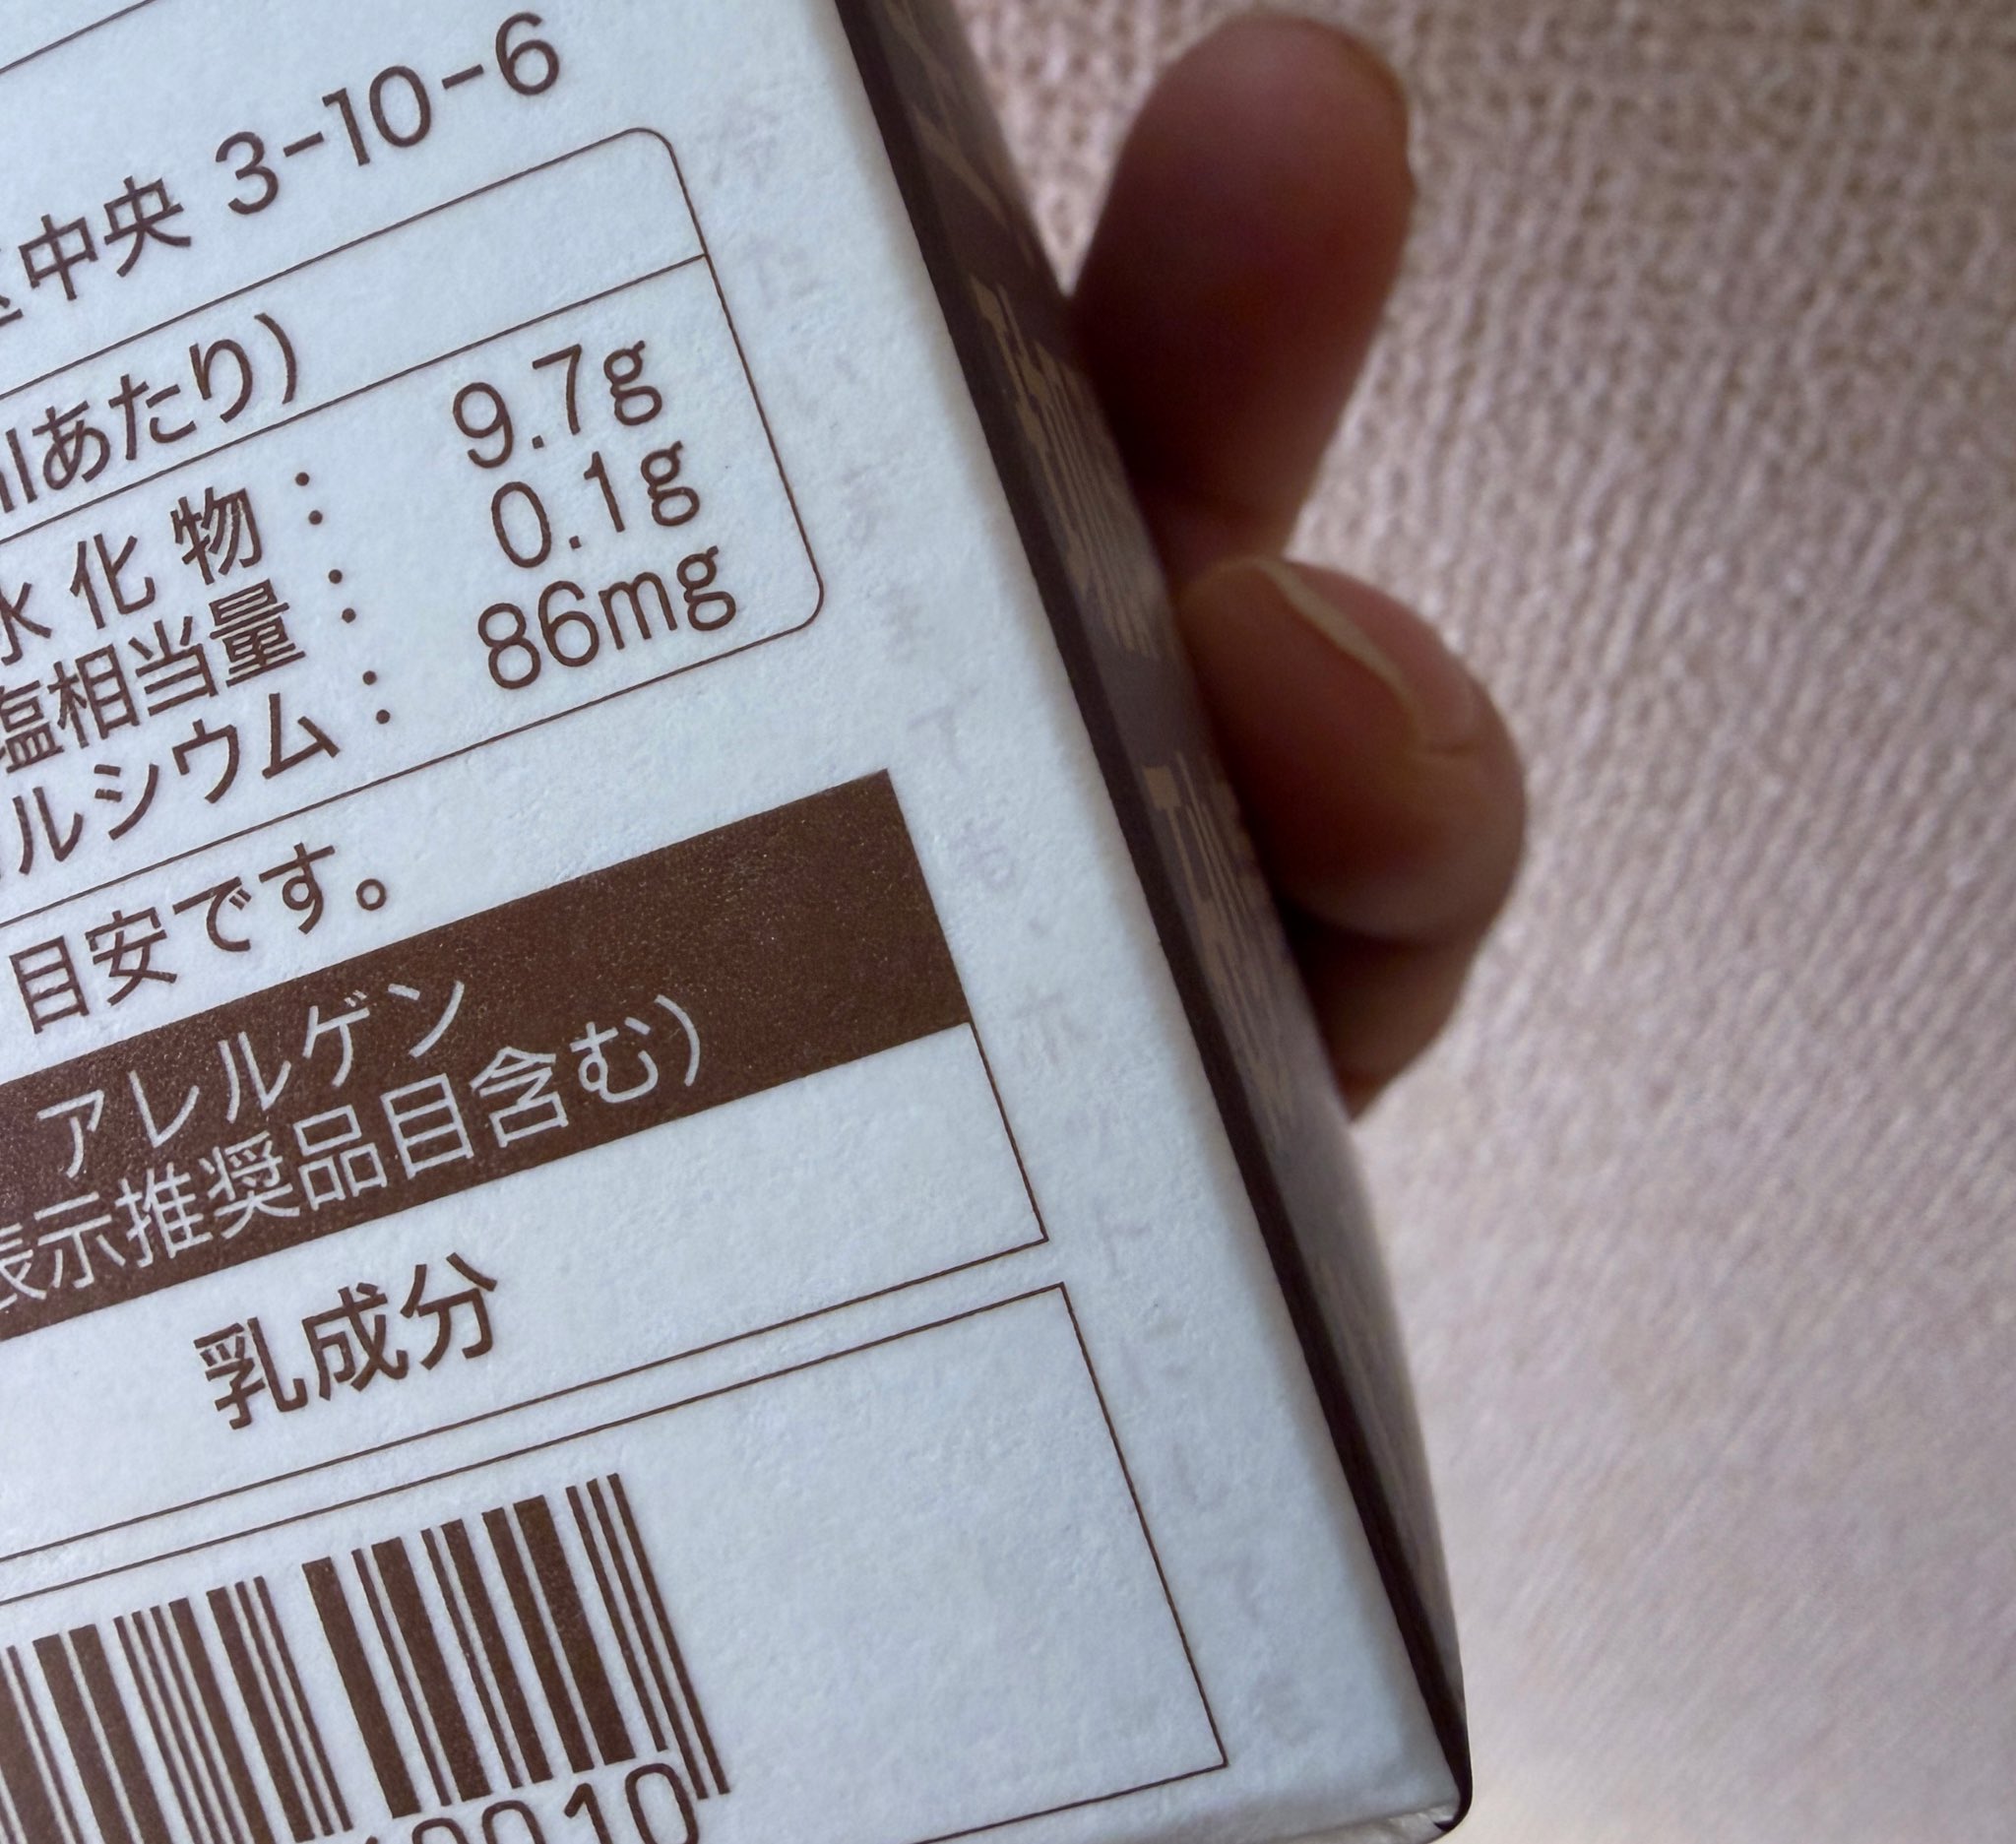 中央 3-10-6
lあたり)
水化物： 9.7g
塩相当量： 0.1g
ルシウム： 86mg
目安です。
アレルゲン
表示推奨品目含む)
乳成分
0010